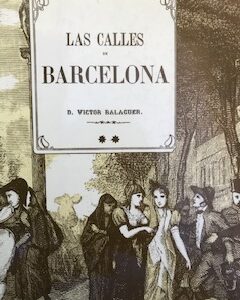 LAS CALLES
DE
BARCELONA
D. VICTOR BALAGUER.